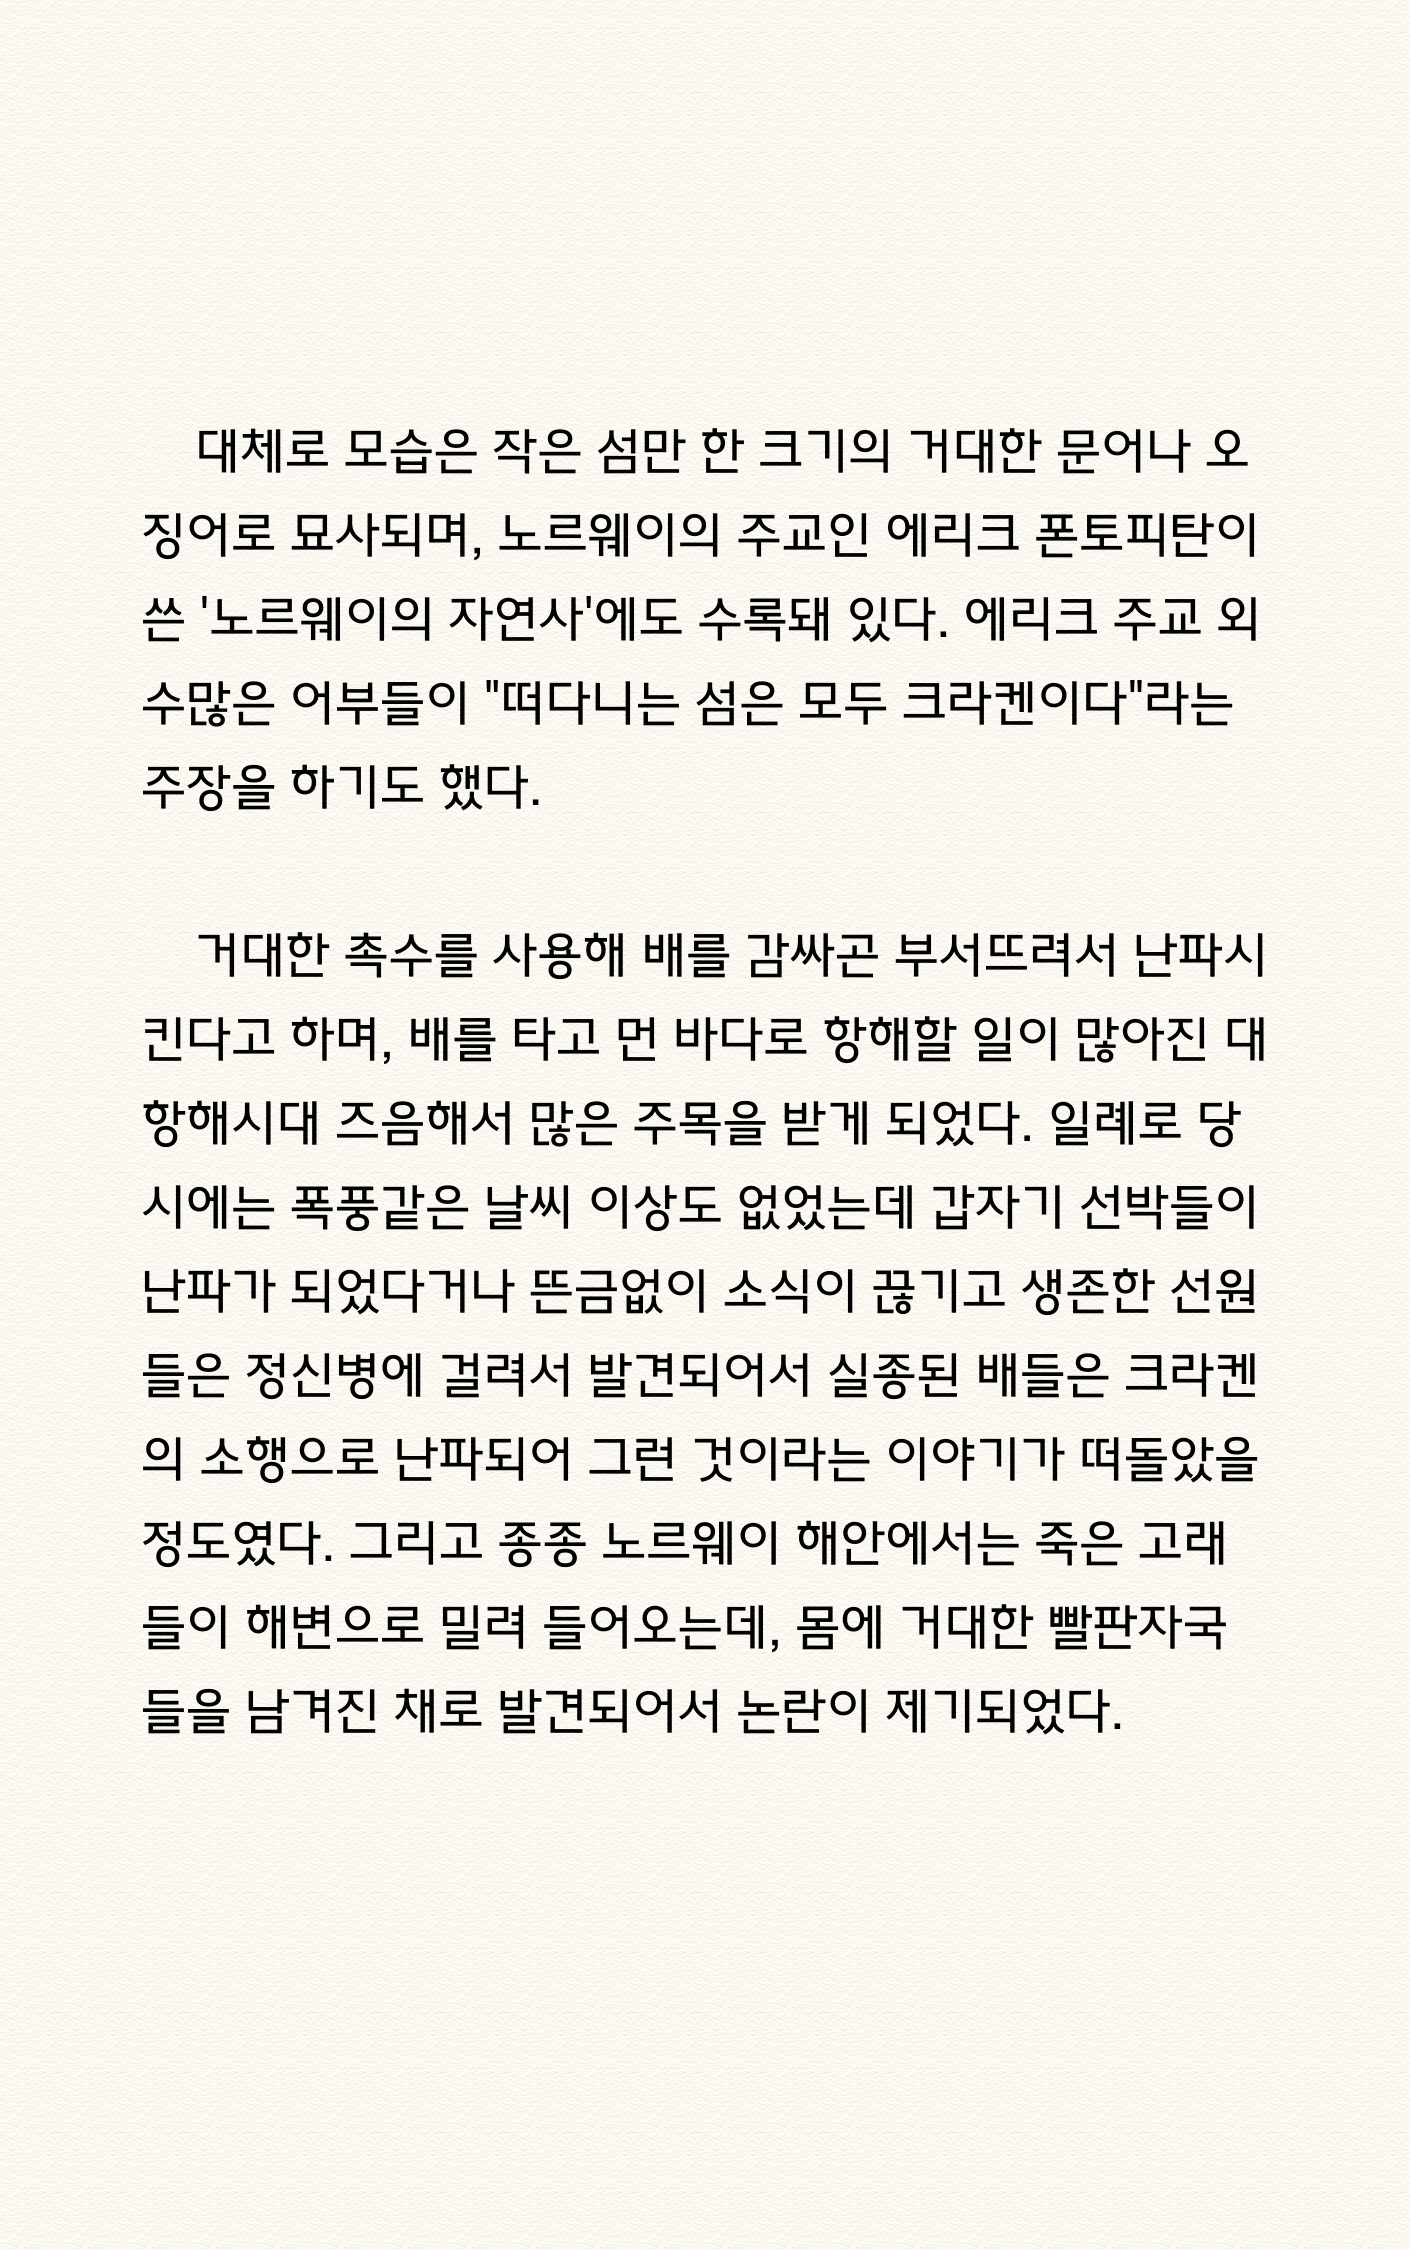 대체로 모습은 작은 섬만 한 크기의 거대한 문어나 오
징어로 묘사되며, 노르웨이의 주교인 에리크 폰토피탄이
쓴 '노르웨이의 자연사'에도 수록돼 있다. 에리크 주교 외
수많은 어부들이 "떠다니는 섬은 모두 크라켄이다"라는
주장을 하기도 했다.
거대한 촉수를 사용해 배를 감싸곤 부서뜨려서 난파시
킨다고 하며, 배를 타고 먼 바다로 항해할 일이 많아진 대
항해시대 즈음해서 많은 주목을 받게 되었다. 일례로 당
시에는 폭풍같은 날씨 이상도 없었는데 갑자기 선박들이
난파가 되었다거나 뜬금없이 소식이 끊기고 생존한 선원
들은 정신병에 걸려서 발견되어서 실종된 배들은 크라켄
의 소행으로 난파되어 그런 것이라는 이야기가 떠돌았을
정도였다. 그리고 종종 노르웨이 해안에서는 죽은 고래
들이 해변으로 밀려 들어오는데, 몸에 거대한 빨판자국
들을 남겨진 채로 발견되어서 논란이 제기되었다.